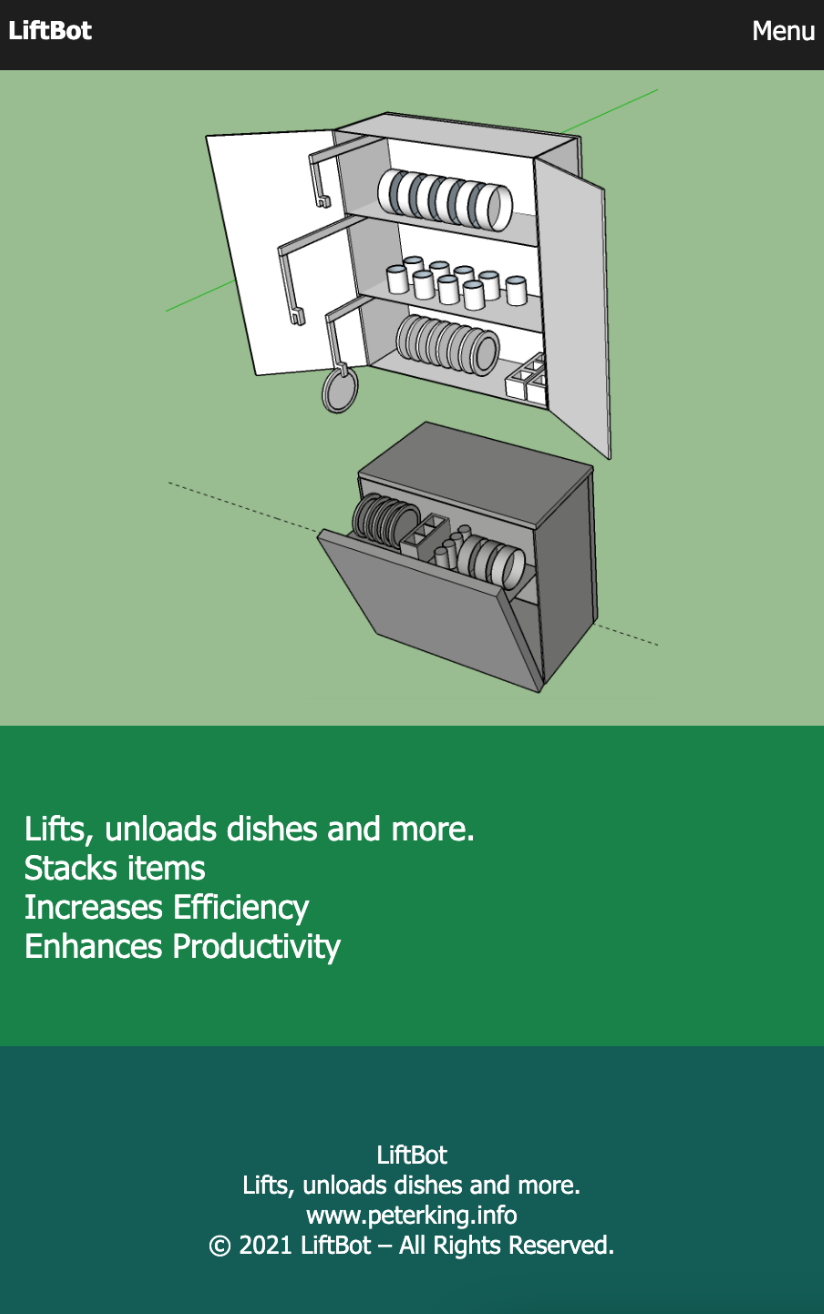 LiftBot
Menu
Lifts, unloads dishes and more.
Stacks items
Increases Efficiency
Enhances Productivity
LiftBot
Lifts, unloads dishes and more.
www.peterking.info
© 2021 LiftBot – All Rights Reserved.